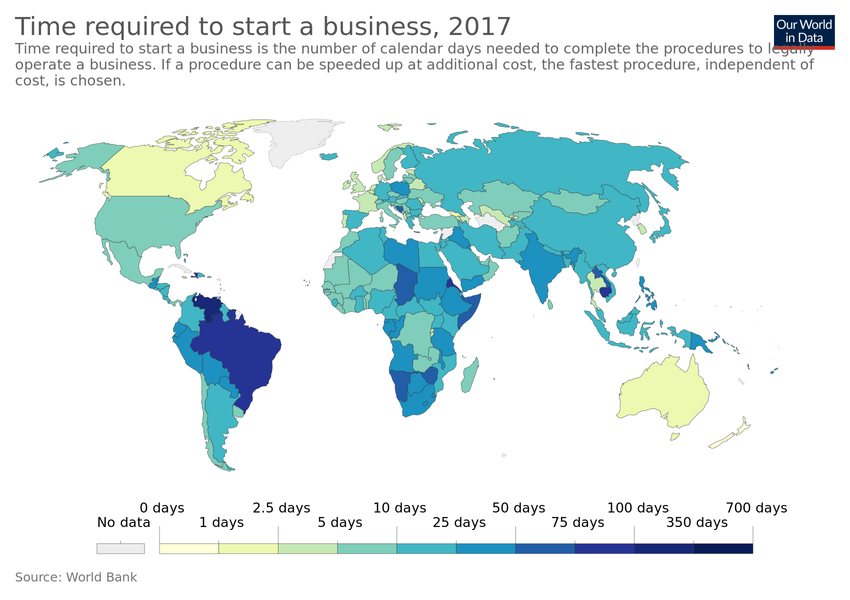 Time required to start a business, 2017
Our World
in Data
Time required to start a business is the number of calendar days needed to complete the procedures to legally
operate a business. If a procedure can be speeded up at additional cost, the fastest procedure, independent of
cost, is chosen.
0 days
2.5 days
10 days
50 days
100 days
700 days
No data
1 days
5 days
25 days
75 days
350 days
Source: World Bank